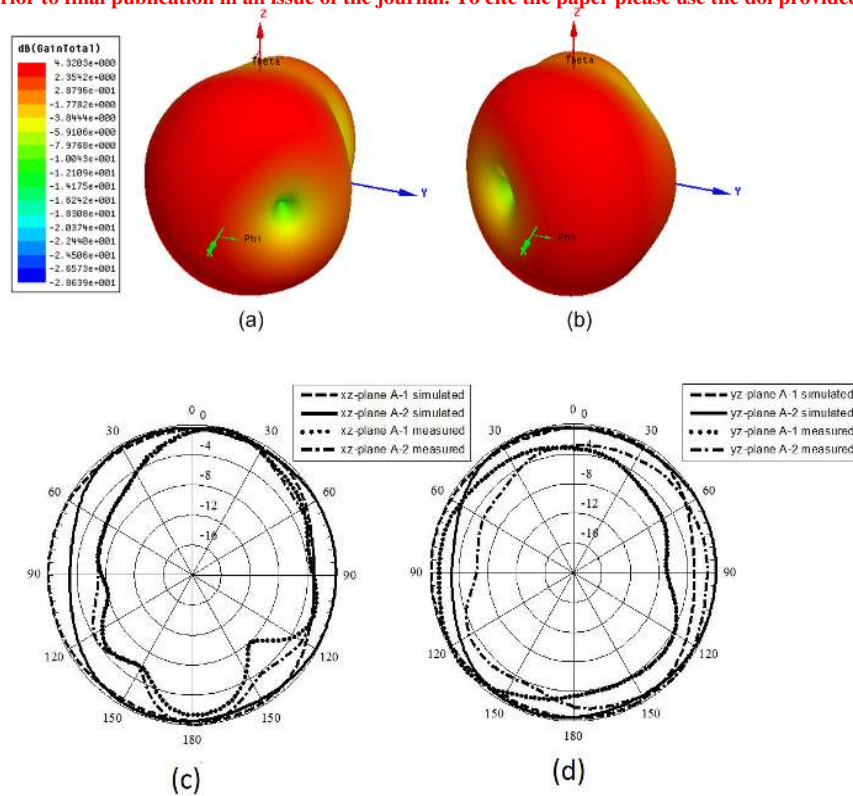 rior to final publication in an issue of the journal. To cite the paper please use the doi provided
dB(GainTotal)
4.3203e+000
2.3542e+000
2.8796e-001
-1.7782e+000
-3.8444e+000
-5.9106e+000
-7.9768e+000
-1.0043e+001
-1.2109e+001
-1.4175e+001
-1.6242e+001
-1.8308e+001
-2.0374e+001
-2.2440e+001
-2.4506e+001
-2.6573e+001
-2.8639e+001
Z
Theta
Y
Phi
X
(a)
Z
Theta
Y
Phi
X
(b)
xz-plane A-1 simulated
xz-plane A-2 simulated
xz-plane A-1 measured
xz-plane A-2 measured
0
0
30
30
-4
-8
-12
-16
60
60
90
90
120
120
150
150
180
(c)
yz-plane A-1 simulated
yz-plane A-2 simulated
yz-plane A-1 measured
yz-plane A-2 measured
0
0
30
30
-4
-8
-12
-16
60
60
90
90
120
120
150
150
180
(d)